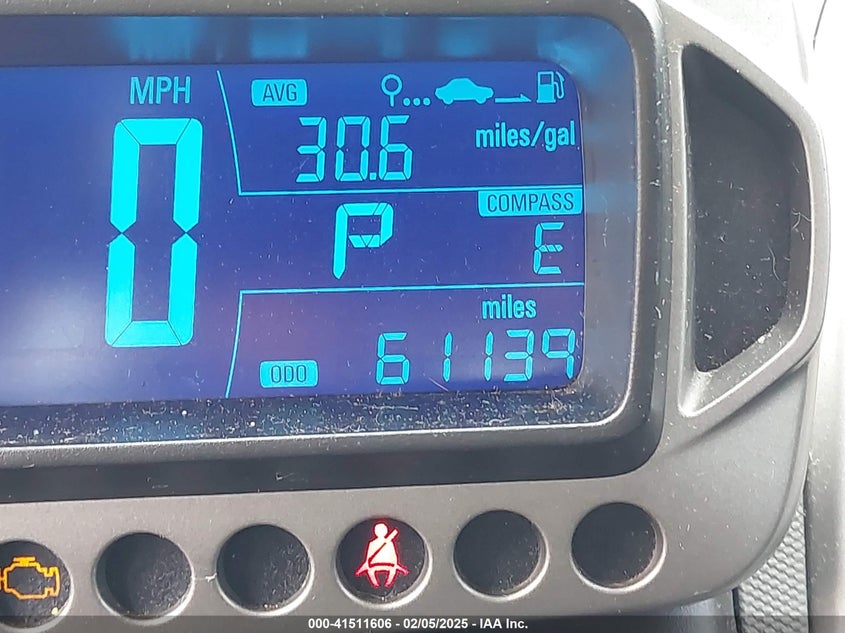 MPH
0
AVG
30.6
miles/gal
P
COMPASS
E
miles
ODO
61139
000-41511606 - 02/05/2025 - IAA Inc.